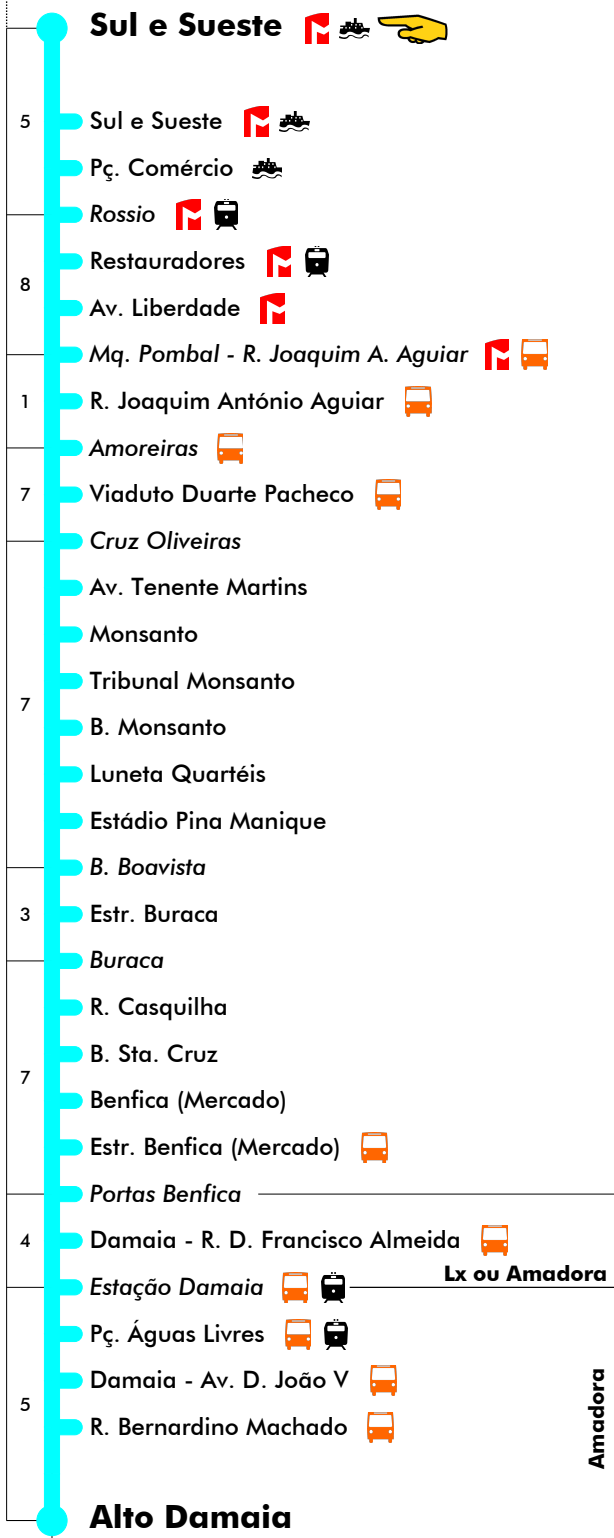 Sul e Sueste
5
Sul e Sueste
Pç. Comércio
Rossio
Restauradores
8
Av. Liberdade
Mq. Pombal - R. Joaquim A. Aguiar
1
R. Joaquim António Aguiar
Amoreiras
7
Viaduto Duarte Pacheco
Cruz Oliveiras
Av. Tenente Martins
Monsanto
Tribunal Monsanto
7
B. Monsanto
Luneta Quartéis
Estádio Pina Manique
B. Boavista
3
Estr. Buraca
Buraca
R. Casquilha
B. Sta. Cruz
7
Benfica (Mercado)
Estr. Benfica (Mercado)
Portas Benfica
4
Damaia - R. D. Francisco Almeida
Lx ou Amadora
Estação Damaia
Pç. Águas Livres
Damaia - Av. D. João V
5
R. Bernardino Machado
Amadora
Alto Damaia